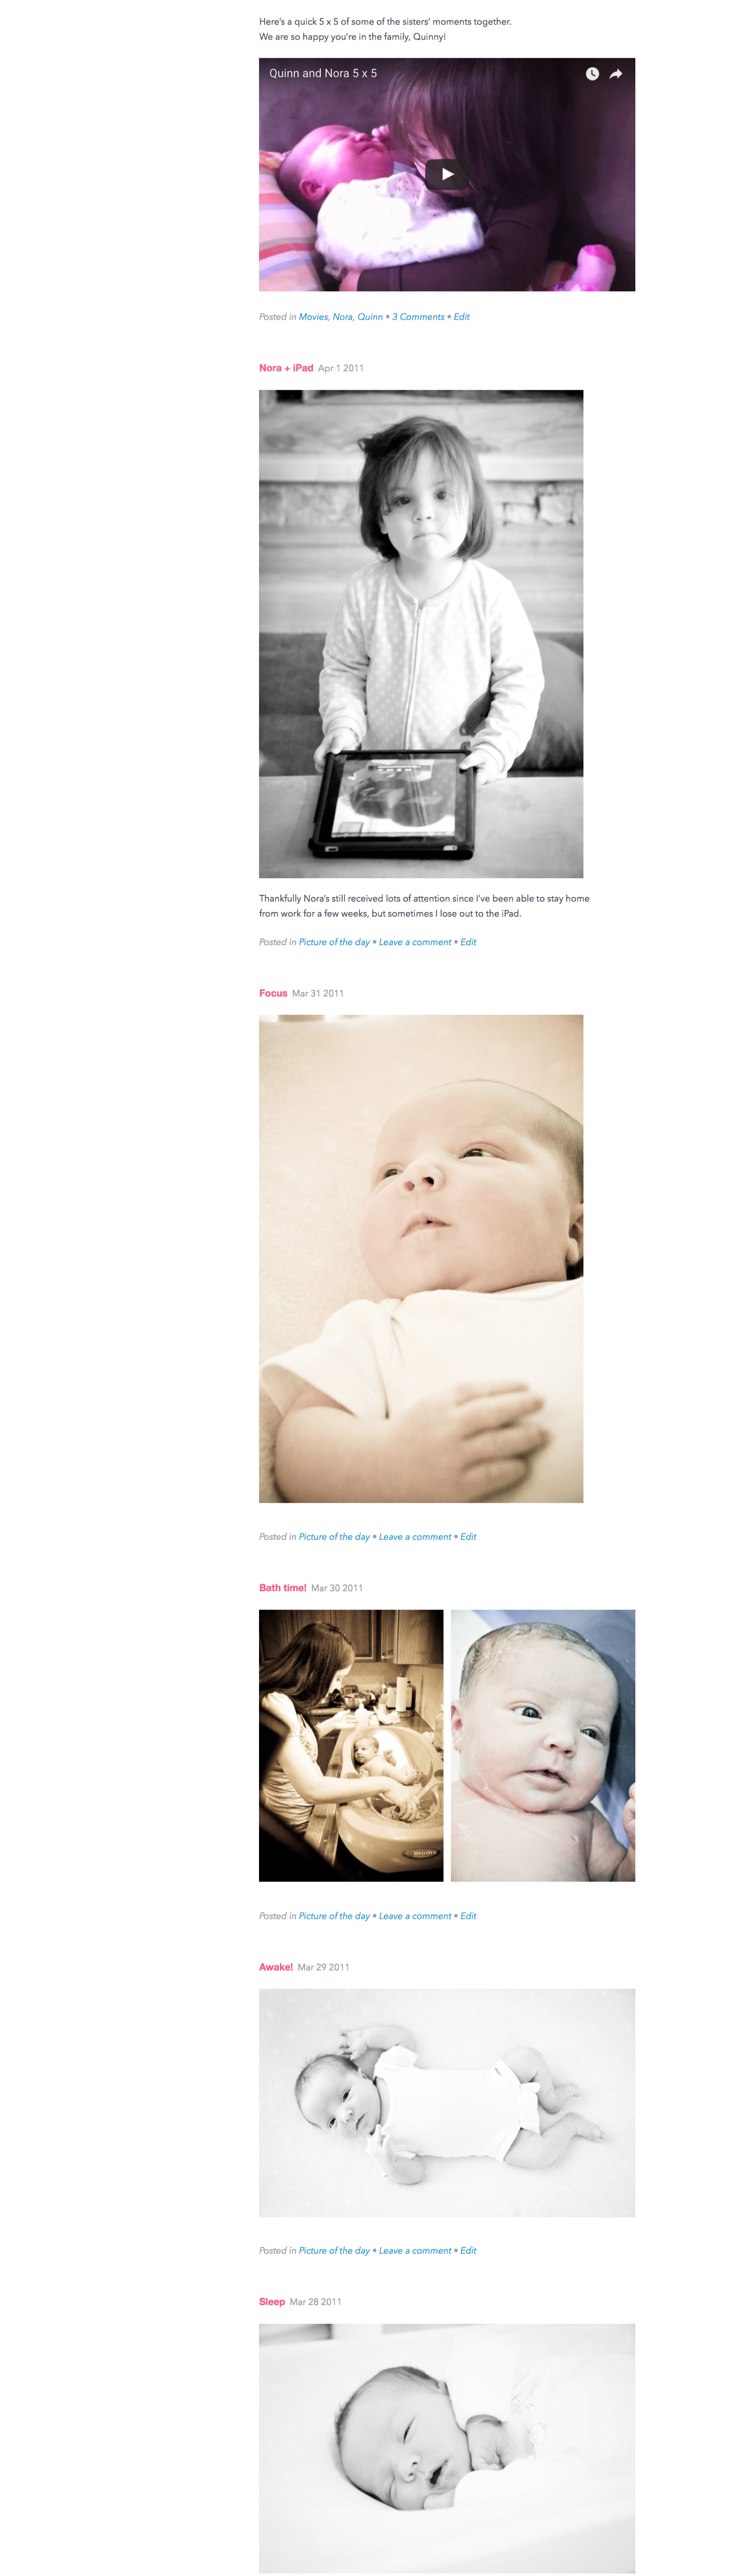 Here's a quick 5 x 5 of some of the sisters' moments together.
We are so happy you're in the family, Quinny!
Quinn and Nora 5 x 5
Posted in Movies, Nora, Quinn • 3 Comments • Edit
Nora + iPad Apr 1 2011
Thankfully Nora's still received lots of attention since I've been able to stay home
from work for a few weeks, but sometimes I lose out to the iPad.
Posted in Picture of the day • Leave a comment • Edit
Focus Mar 31 2011
Posted in Picture of the day • Leave a comment • Edit
Bath time! Mar 30 2011
mom
Posted in Picture of the day • Leave a comment • Edit
Awake! Mar 29 2011
Posted in Picture of the day • Leave a comment • Edit
Sleep Mar 28 2011